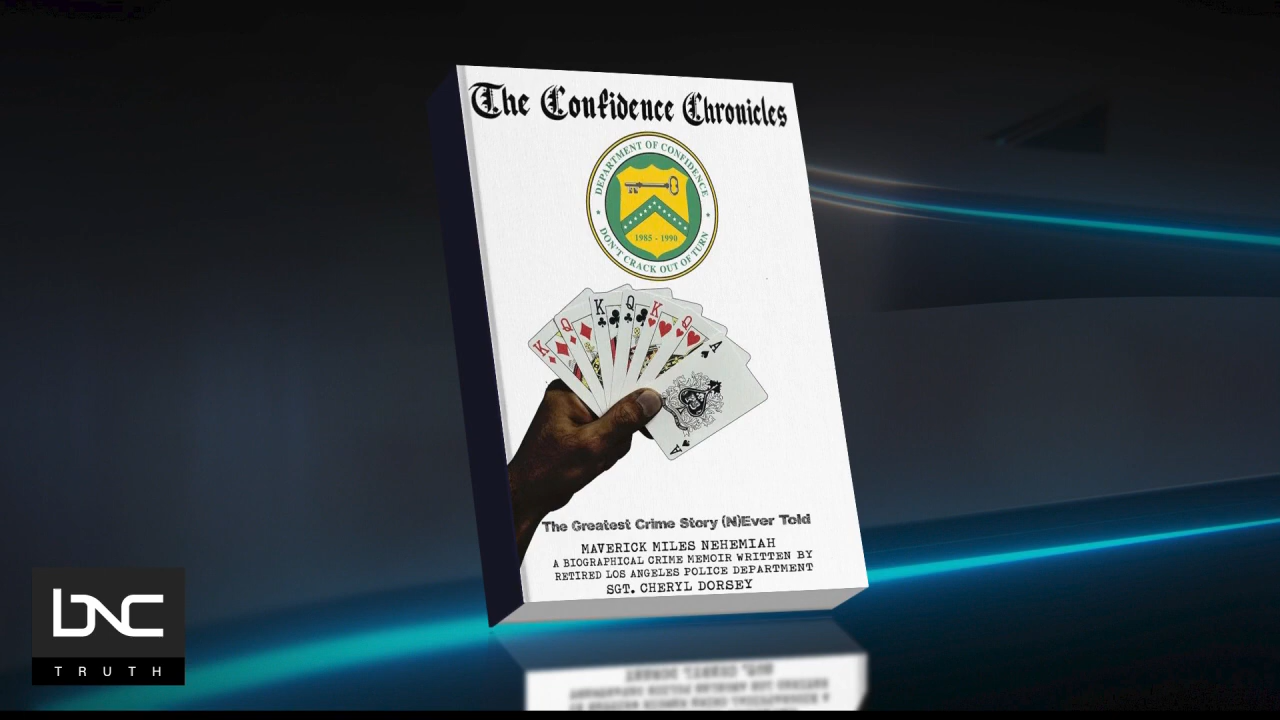 The Confidence Chronicles
DEPARTMENT OF CONFIDENCE
1985 - 1990
DON'T CRACK OUT OF TURN
K
Q
K
Q
K
Q
A
A
The Greatest Crime Story (N)Ever Told
MAVERICK MILES NEHEMIAH
A BIOGRAPHICAL CRIME MEMOIR WRITTEN BY
RETIRED LOS ANGELES POLICE DEPARTMENT
SGT. CHERYL DORSEY
BNC
TRUTH